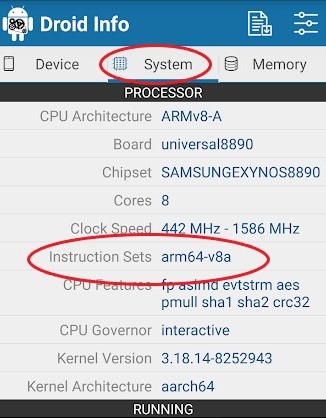 Droid Info
Device System Memory
PROCESSOR
CPU Architecture ARMv8-A
Board universal8890
Chipset SAMSUNGEXYNOS8890
Cores 8
Clock Speed 442 MHz - 1586 MHz
Instruction Sets arm64-v8a
CPU Features fp asimd evtstrm aes
pmull sha1 sha2 crc32
CPU Governor interactive
Kernel Version 3.18.14-8252943
Kernel Architecture aarch64
RUNNING